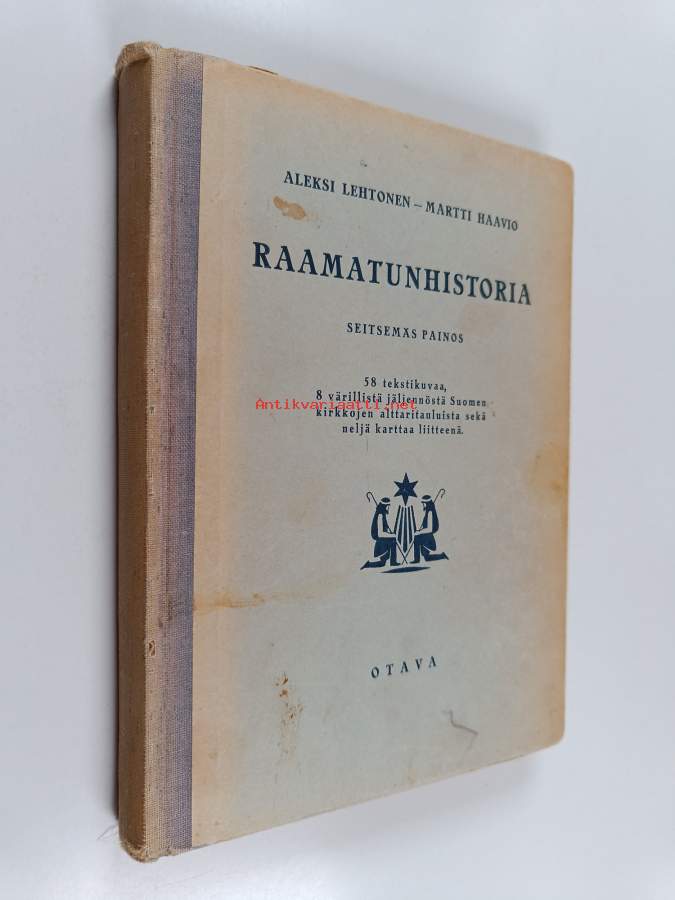 ALEKSI LEHTONEN – MARTTI HAAVIO
RAAMATUNHISTORIA
SEITSEMÄS PAINOS
58 tekstikuvaa,
8 värillistä jäljennöstä Suomen
Antikvariaatti.net
kirkkojen alttaritauluista sekä
neljä karttaa liitteenä.
OTAVA